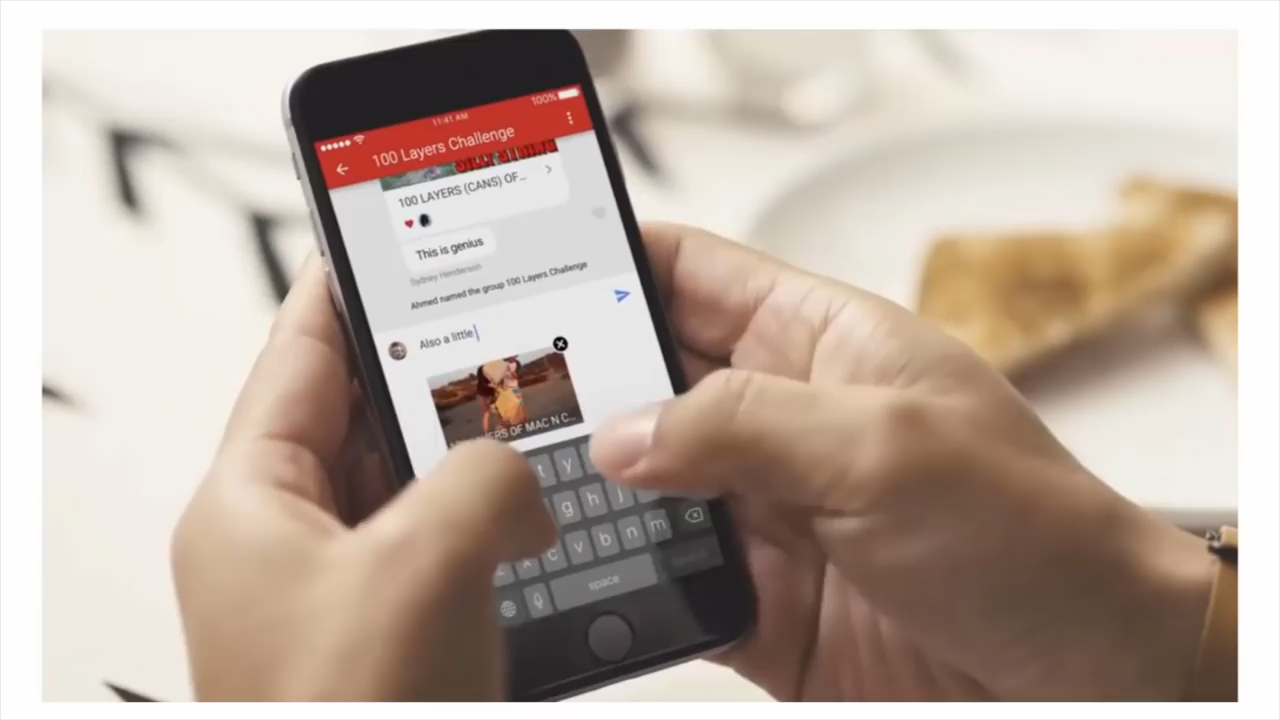 11:41 AM
100%
100 Layers Challenge
100 LAYERS (CANS) OF...
This is genius
Sydney Henderson
Ahmed named the group 100 Layers Challenge
Also a little
OF MAC N C...
t y
g h j
c v b n m
space